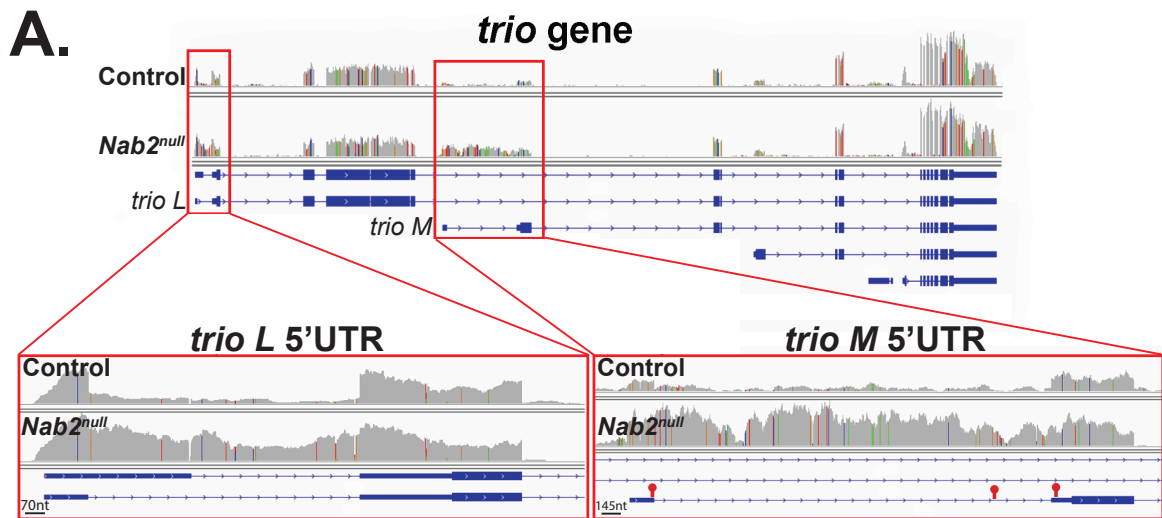 A.
trio gene
Control
Nab2null
trio L
trio M
trio L 5'UTR
trio M 5'UTR
Control
Control
Nab2null
Nab2null
70nt
145nt